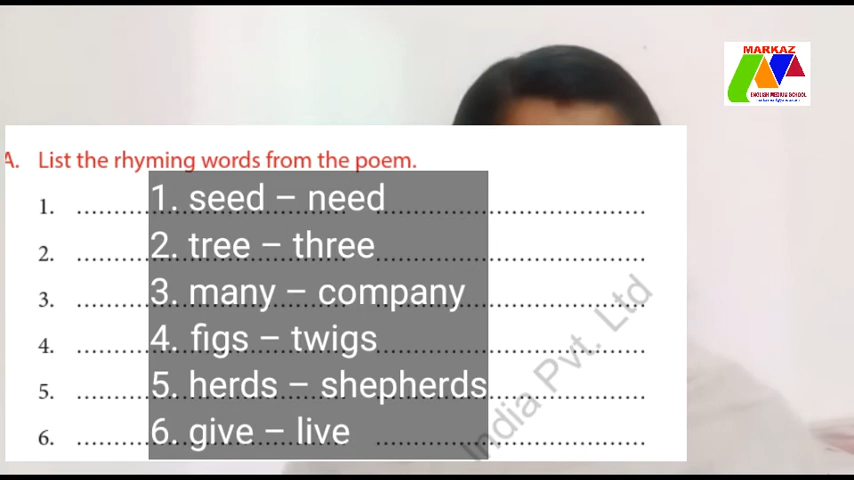 MARKAZ
ENGLISH MEDIUM SCHOOL
A. List the rhyming words from the poem.
1. 1. seed – need
2. 2. tree – three
3. 3. many – company
4. 4. figs – twigs
5. 5. herds – shepherds
6. 6. give – live
India Pvt. Ltd